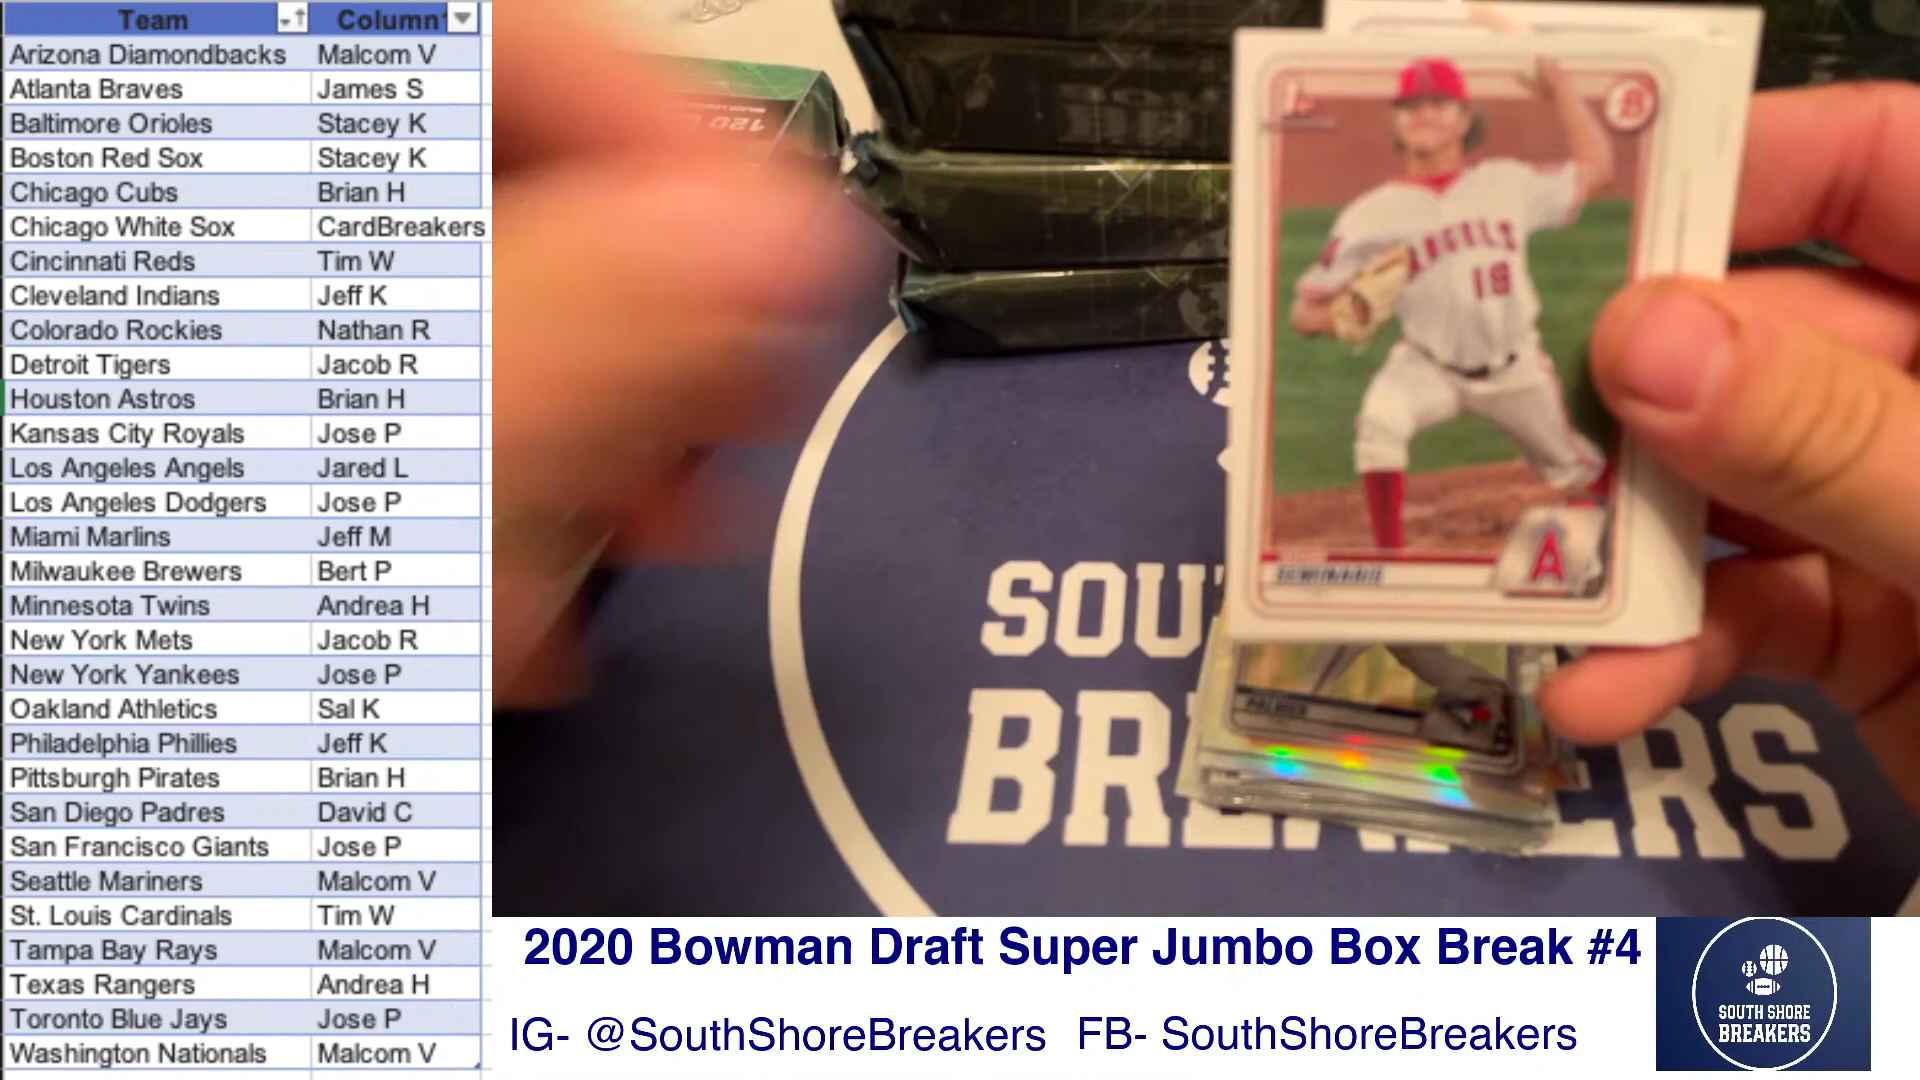 Team Column
Arizona Diamondbacks Malcom V
Atlanta Braves James S
Baltimore Orioles Stacey K
Boston Red Sox Stacey K
Chicago Cubs Brian H
Chicago White Sox CardBreakers
Cincinnati Reds Tim W
Cleveland Indians Jeff K
Colorado Rockies Nathan R
Detroit Tigers Jacob R
Houston Astros Brian H
Kansas City Royals Jose P
Los Angeles Angels Jared L
Los Angeles Dodgers Jose P
Miami Marlins Jeff M
Milwaukee Brewers Bert P
Minnesota Twins Andrea H
New York Mets Jacob R
New York Yankees Jose P
Oakland Athletics Sal K
Philadelphia Phillies Jeff K
Pittsburgh Pirates Brian H
San Diego Padres David C
San Francisco Giants Jose P
Seattle Mariners Malcom V
St. Louis Cardinals Tim W
Tampa Bay Rays Malcom V
Texas Rangers Andrea H
Toronto Blue Jays Jose P
Washington Nationals Malcom V
120
B
ANGELS
19
A
SOU
BRE ERS
2020 Bowman Draft Super Jumbo Box Break #4
IG- @SouthShoreBreakers FB- SouthShoreBreakers
SOUTH SHORE
BREAKERS